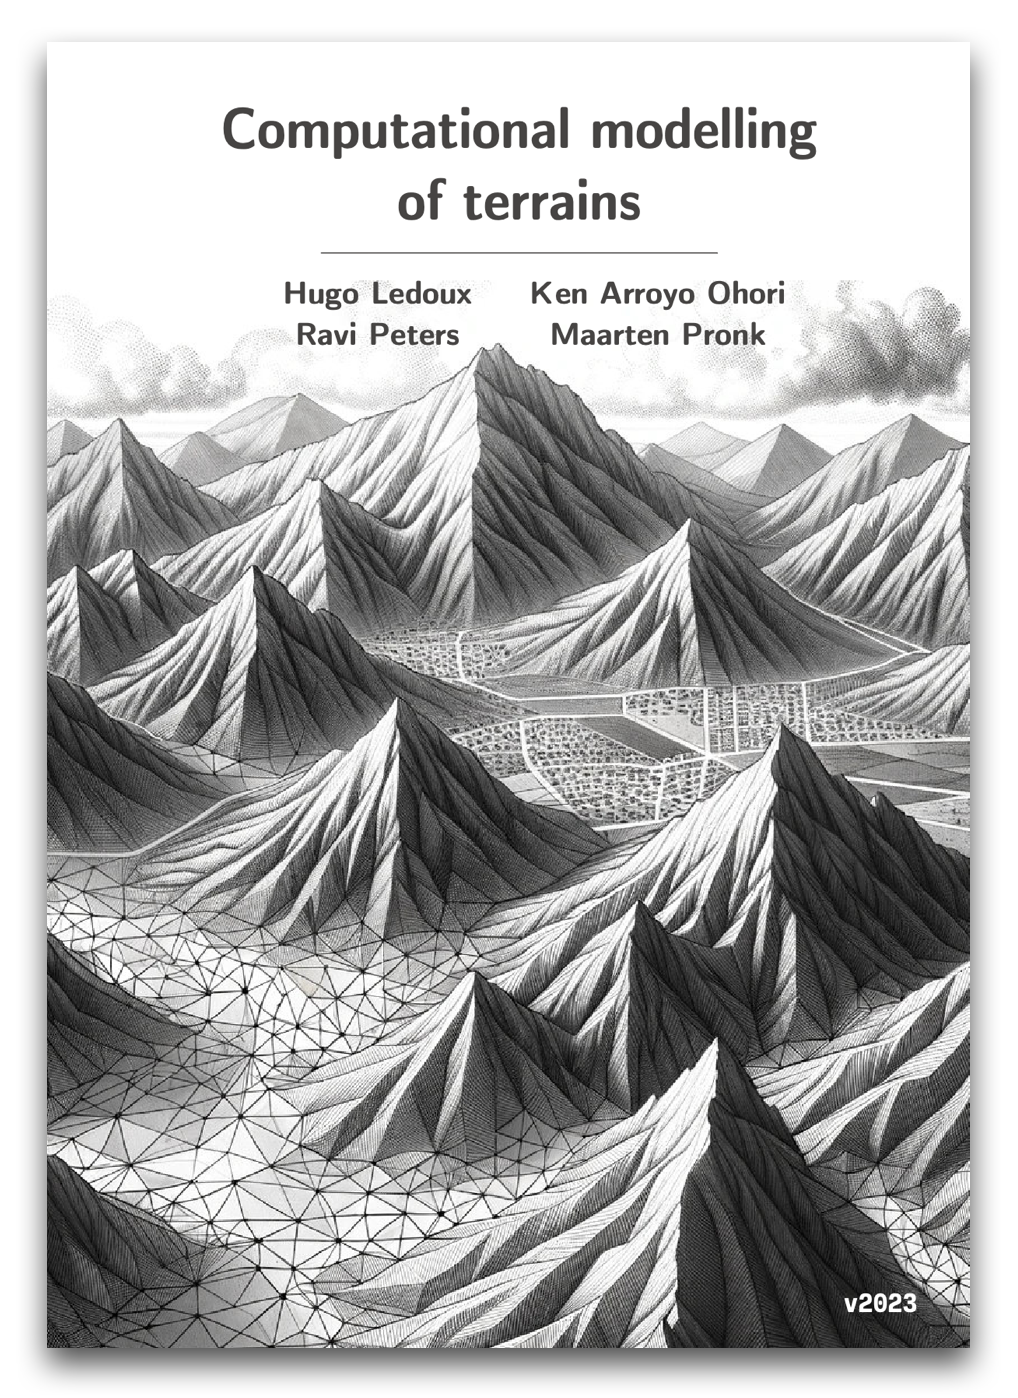 Computational modelling
of terrains
Hugo Ledoux Ken Arroyo Ohori
Ravi Peters Maarten Pronk
v2023